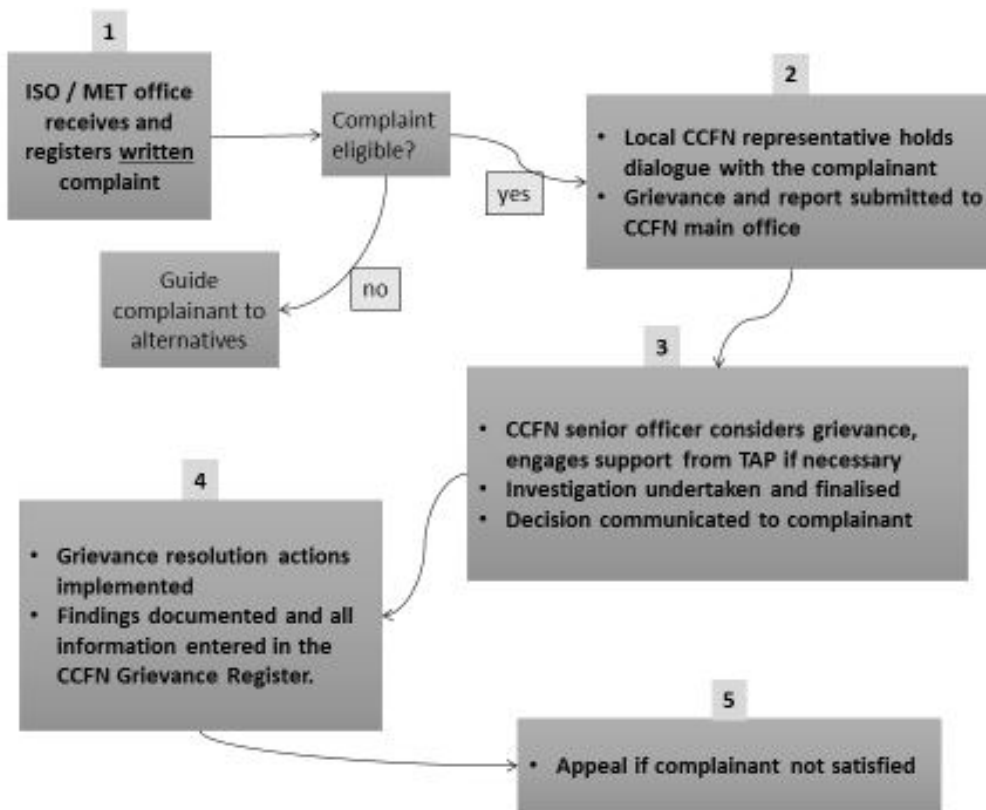 1
ISO / MET office
receives and
registers written
complaint
Complaint
eligible?
yes
no
Guide
complainant to
alternatives
2
• Local CCFN representative holds
dialogue with the complainant
• Grievance and report submitted to
CCFN main office
3
• CCFN senior officer considers grievance,
engages support from TAP if necessary
• Investigation undertaken and finalised
• Decision communicated to complainant
4
• Grievance resolution actions
implemented
• Findings documented and all
information entered in the
CCFN Grievance Register.
5
• Appeal if complainant not satisfied